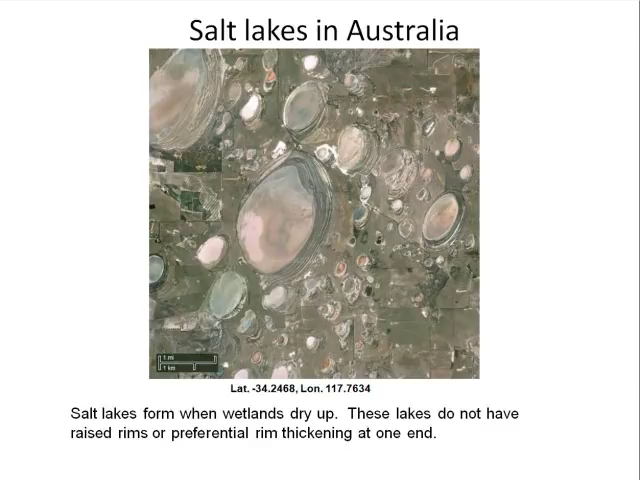 Salt lakes in Australia
1 mi
1 km
Lat. -34.2468, Lon. 117.7634
Salt lakes form when wetlands dry up. These lakes do not have
raised rims or preferential rim thickening at one end.